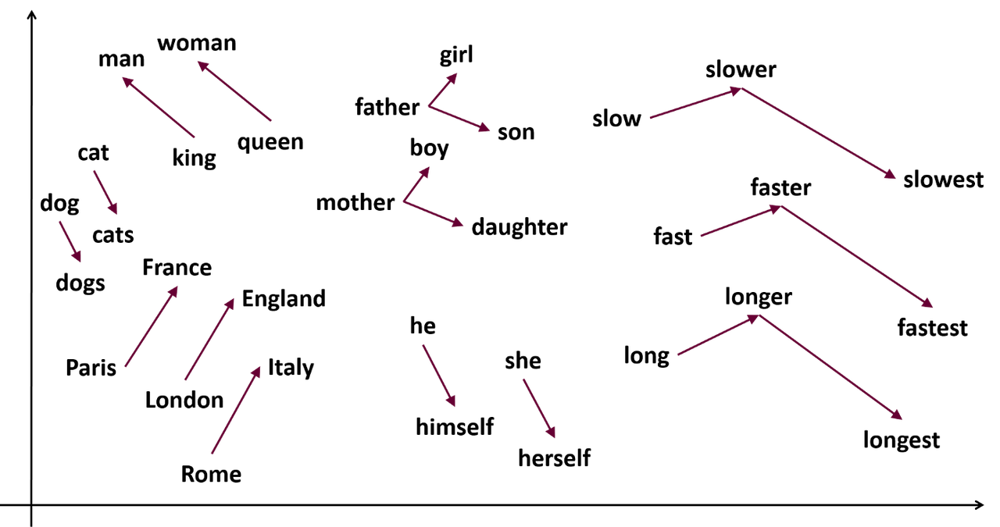 man
woman
king
queen
cat
cats
dog
dogs
France
England
Paris
London
Italy
Rome
father
girl
son
mother
boy
daughter
he
himself
she
herself
slow
slower
slowest
fast
faster
fastest
long
longer
longest